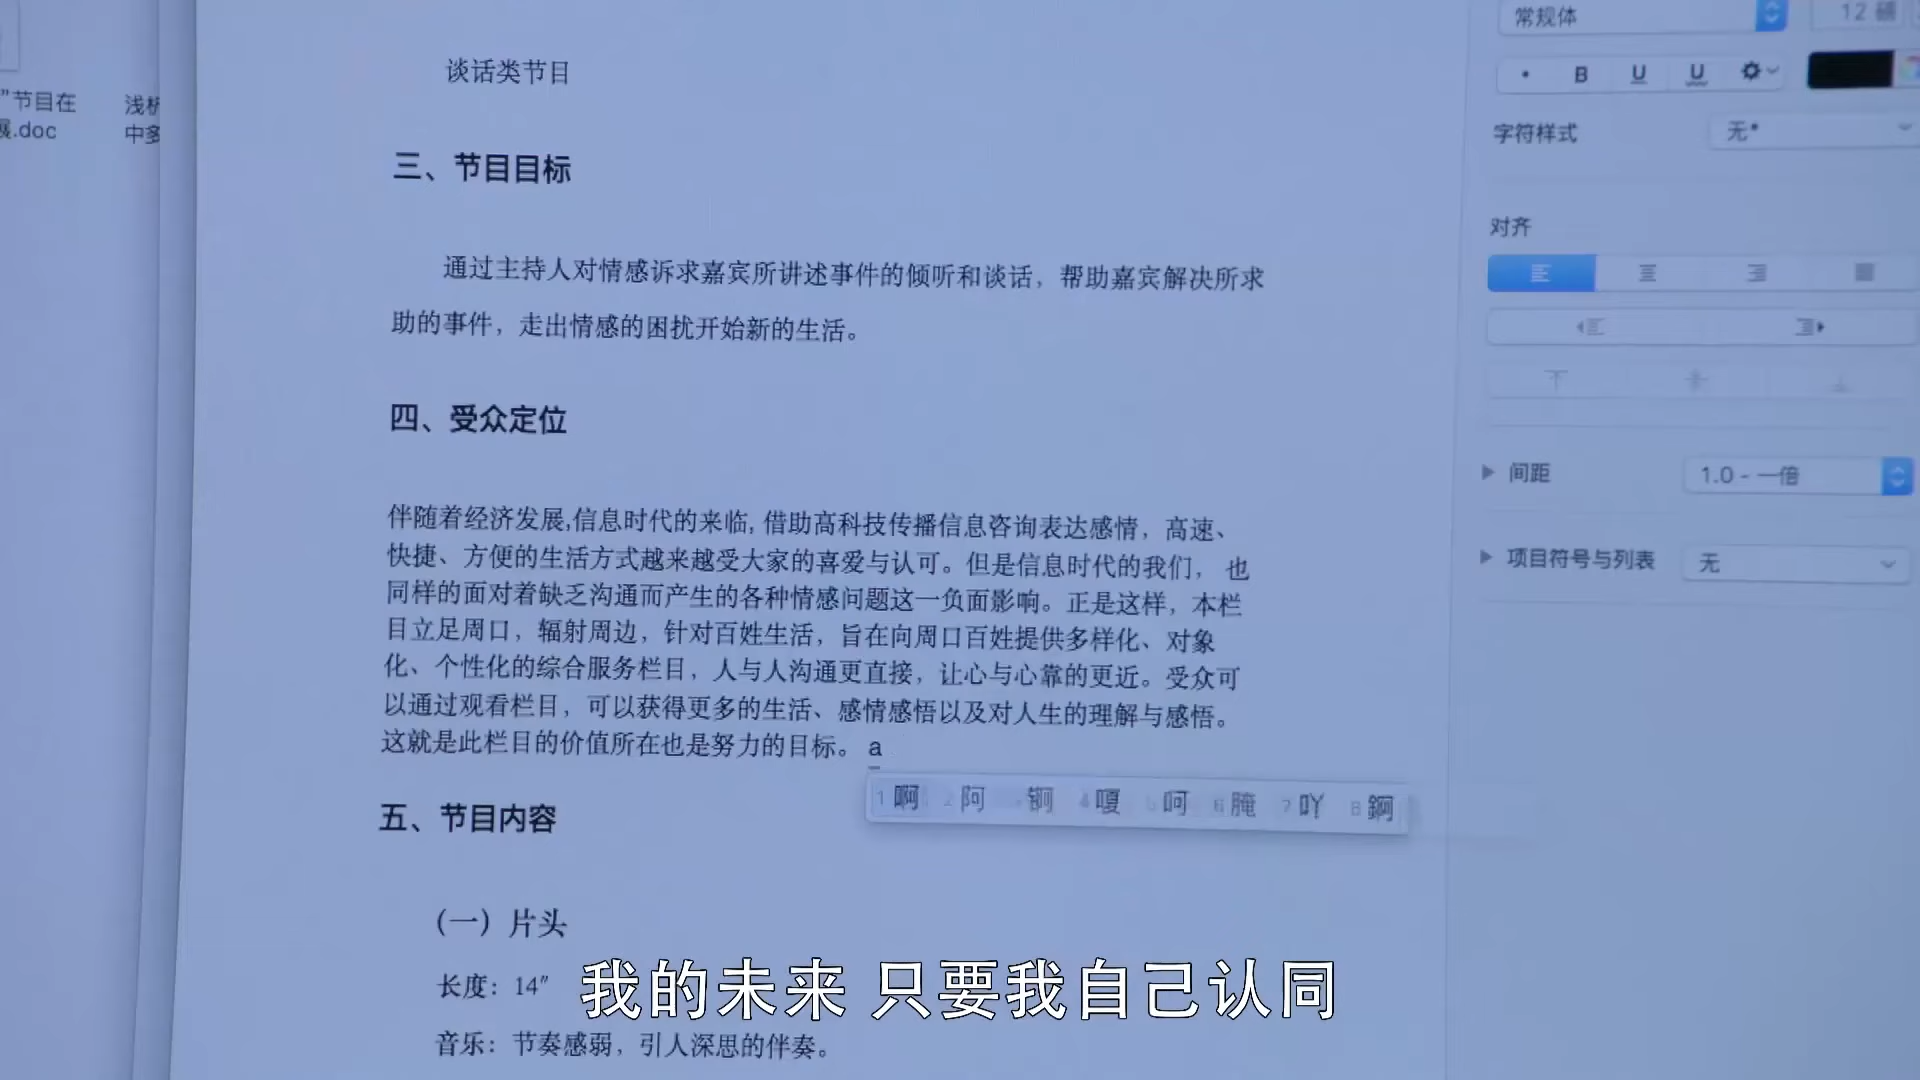 谈话类节目
三、节目目标
通过主持人对情感诉求嘉宾所讲述事件的倾听和谈话，帮助嘉宾解决所求
助的事件，走出情感的困扰开始新的生活。
四、受众定位
伴随着经济发展,信息时代的来临,借助高科技传播信息咨询表达感情，高速、
快捷、方便的生活方式越来越受大家的喜爱与认可。但是信息时代的我们， 也
同样的面对着缺乏沟通而产生的各种情感问题这一负面影响。正是这样，本栏
目立足周口，辐射周边，针对百姓生活，旨在向周口百姓提供多样化、对象
化、个性化的综合服务栏目，人与人沟通更直接，让心与心靠的更近。受众可
以通过观看栏目，可以获得更多的生活、感情感悟以及对人生的理解与感悟。
这就是此栏目的价值所在也是努力的目标。 a
1 啊 2 阿 3 锕 4 嗄 5 呵 6 腌 7 吖 8 錒
五、节目内容
（一）片头
长度：14″
音乐：节奏感弱，引人深思的伴奏。
”节目在
展.doc
浅析
中多
常规体
12 磅
B U U
字符样式
无*
对齐
间距
1.0 - 一倍
项目符号与列表
无
我的未来 只要我自己认同